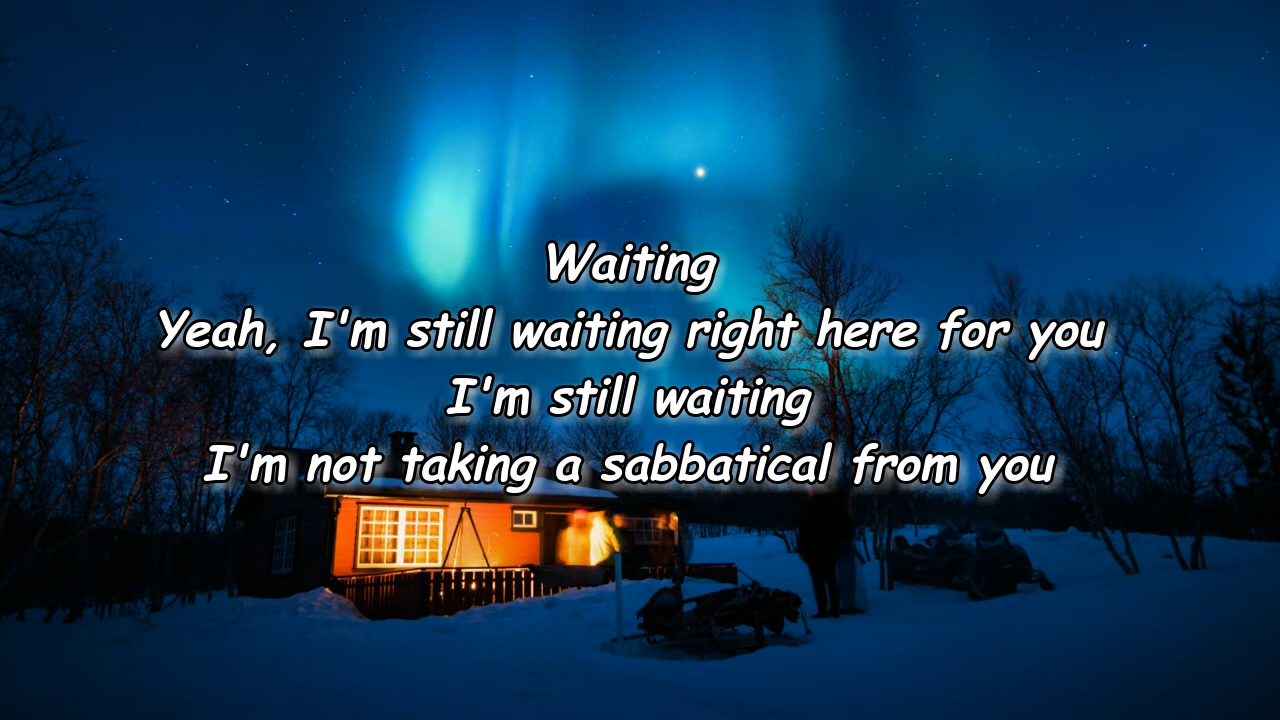 Waiting
Yeah, I'm still waiting right here for you
I'm still waiting
I'm not taking a sabbatical from you